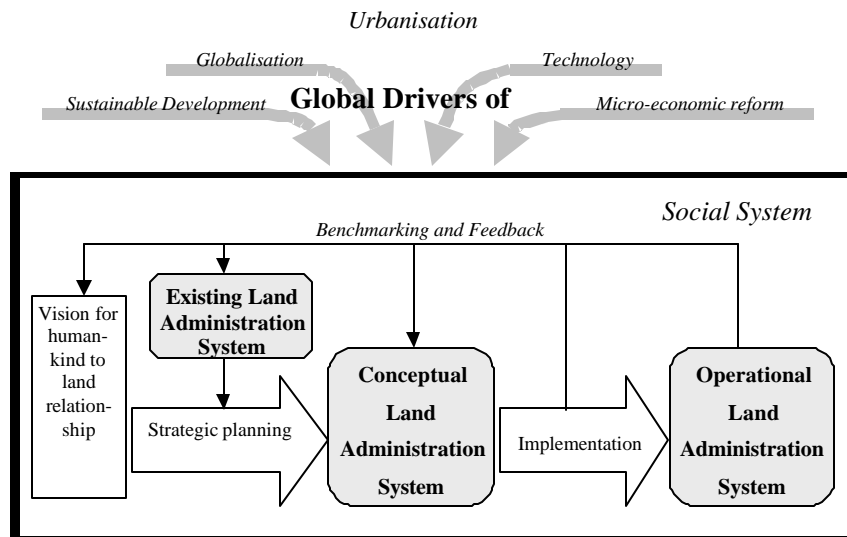 Urbanisation
Globalisation
Technology
Sustainable Development
Global Drivers of
Micro-economic reform
Social System
Benchmarking and Feedback
Vision for
human-
kind to
land
relation-
ship
Existing Land
Administration
System
Strategic planning
Conceptual
Land
Administration
System
Implementation
Operational
Land
Administration
System